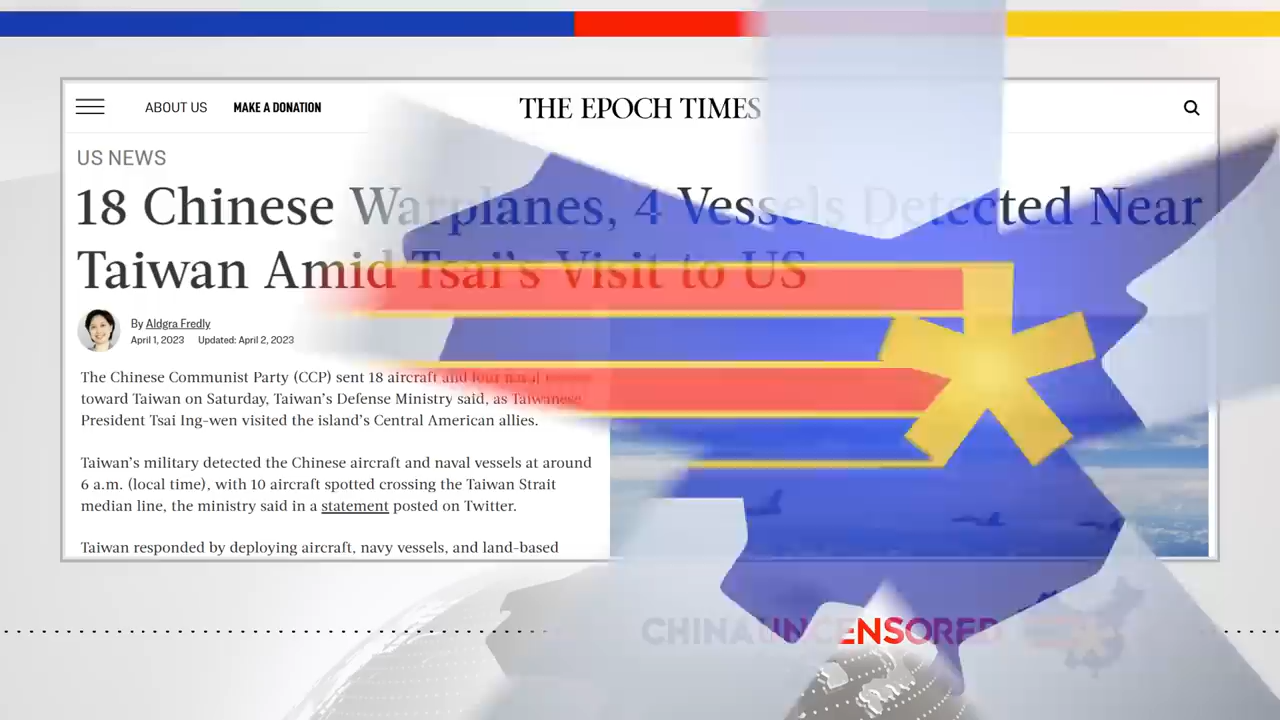 ABOUT US MAKE A DONATION THE EPOCH TIMES
US NEWS
18 Chinese Warplanes, 4 Vessels Detected Near
Taiwan Amid Tsai's Visit to US
By Aldgra Fredly
April 1, 2023 Updated: April 2, 2023
The Chinese Communist Party (CCP) sent 18 aircraft and four naval vessels
toward Taiwan on Saturday, Taiwan's Defense Ministry said, as Taiwanese
President Tsai Ing-wen visited the island's Central American allies.
Taiwan's military detected the Chinese aircraft and naval vessels at around
6 a.m. (local time), with 10 aircraft spotted crossing the Taiwan Strait
median line, the ministry said in a statement posted on Twitter.
Taiwan responded by deploying aircraft, navy vessels, and land-based
CHINAUNCENSORED